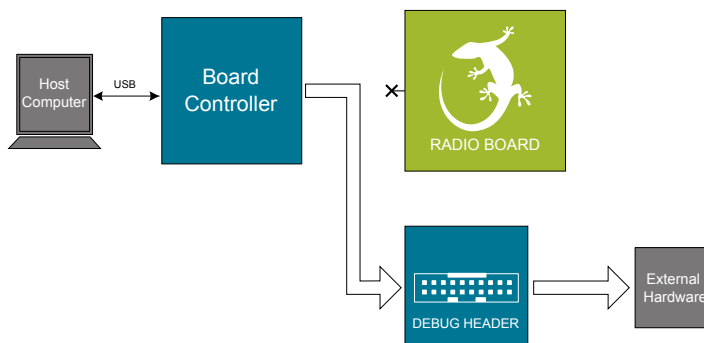 Host
Computer
USB
Board
Controller
RADIO BOARD
DEBUG HEADER
External
Hardware